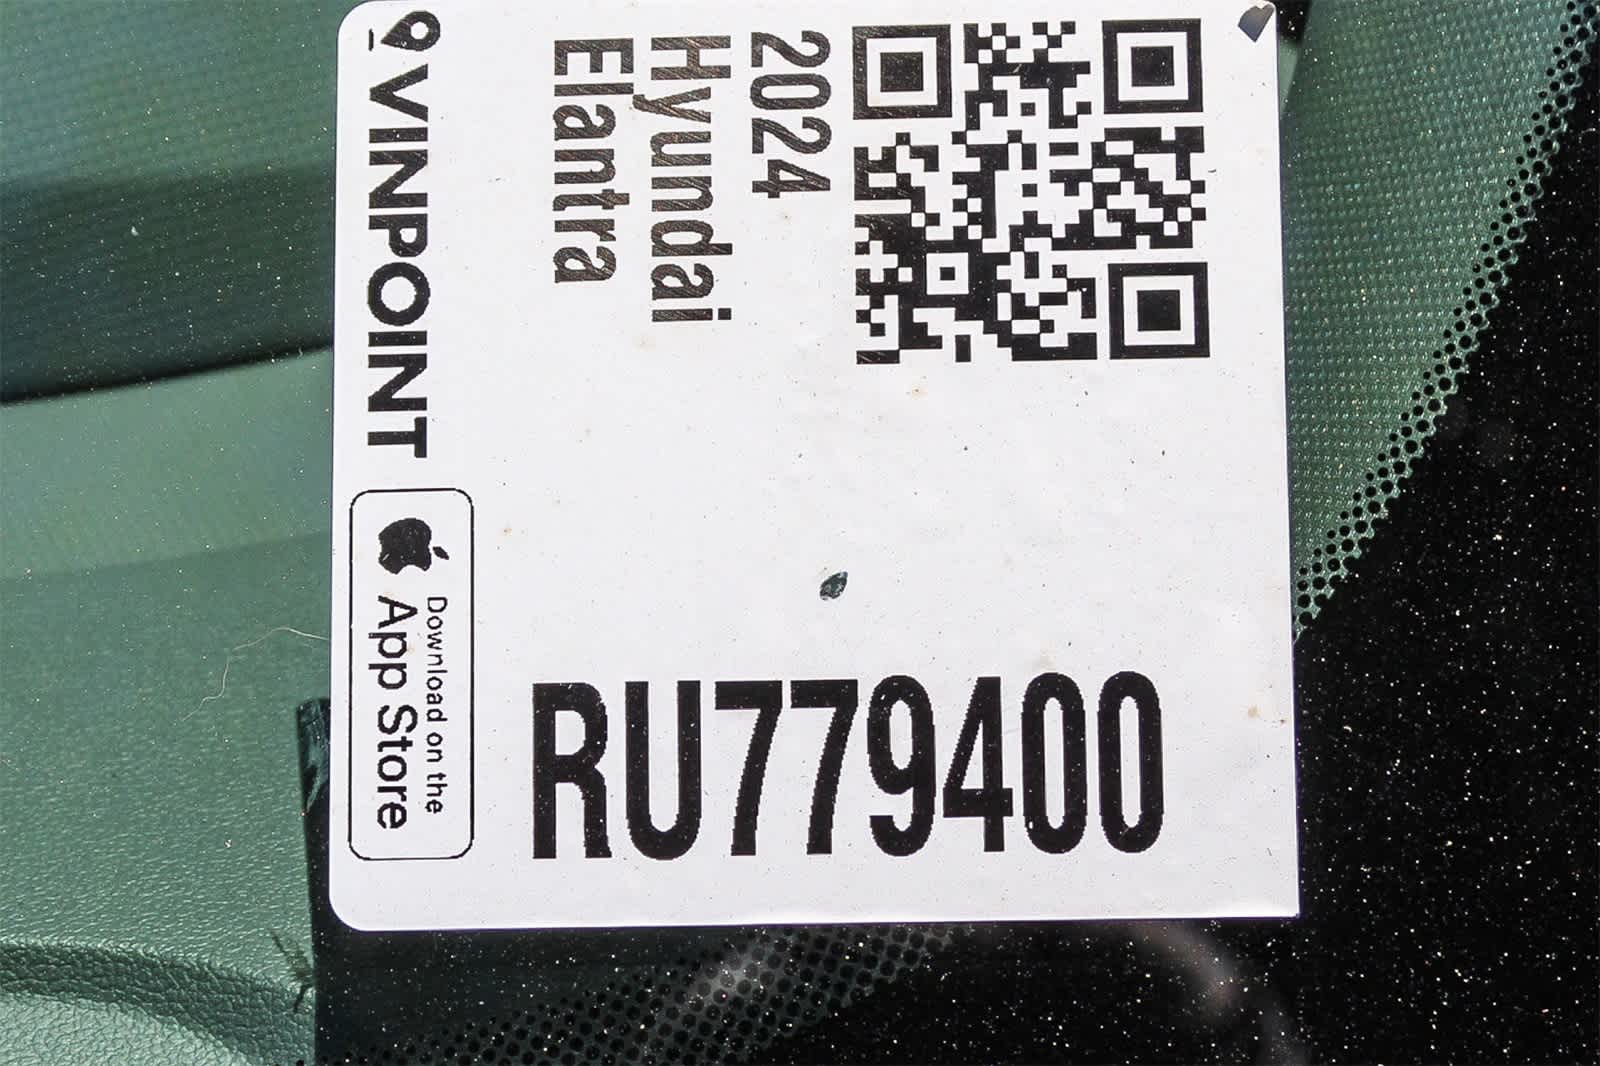 2024
Hyundai
Elantra
VINPOINT
Download on the
App Store
RU779400